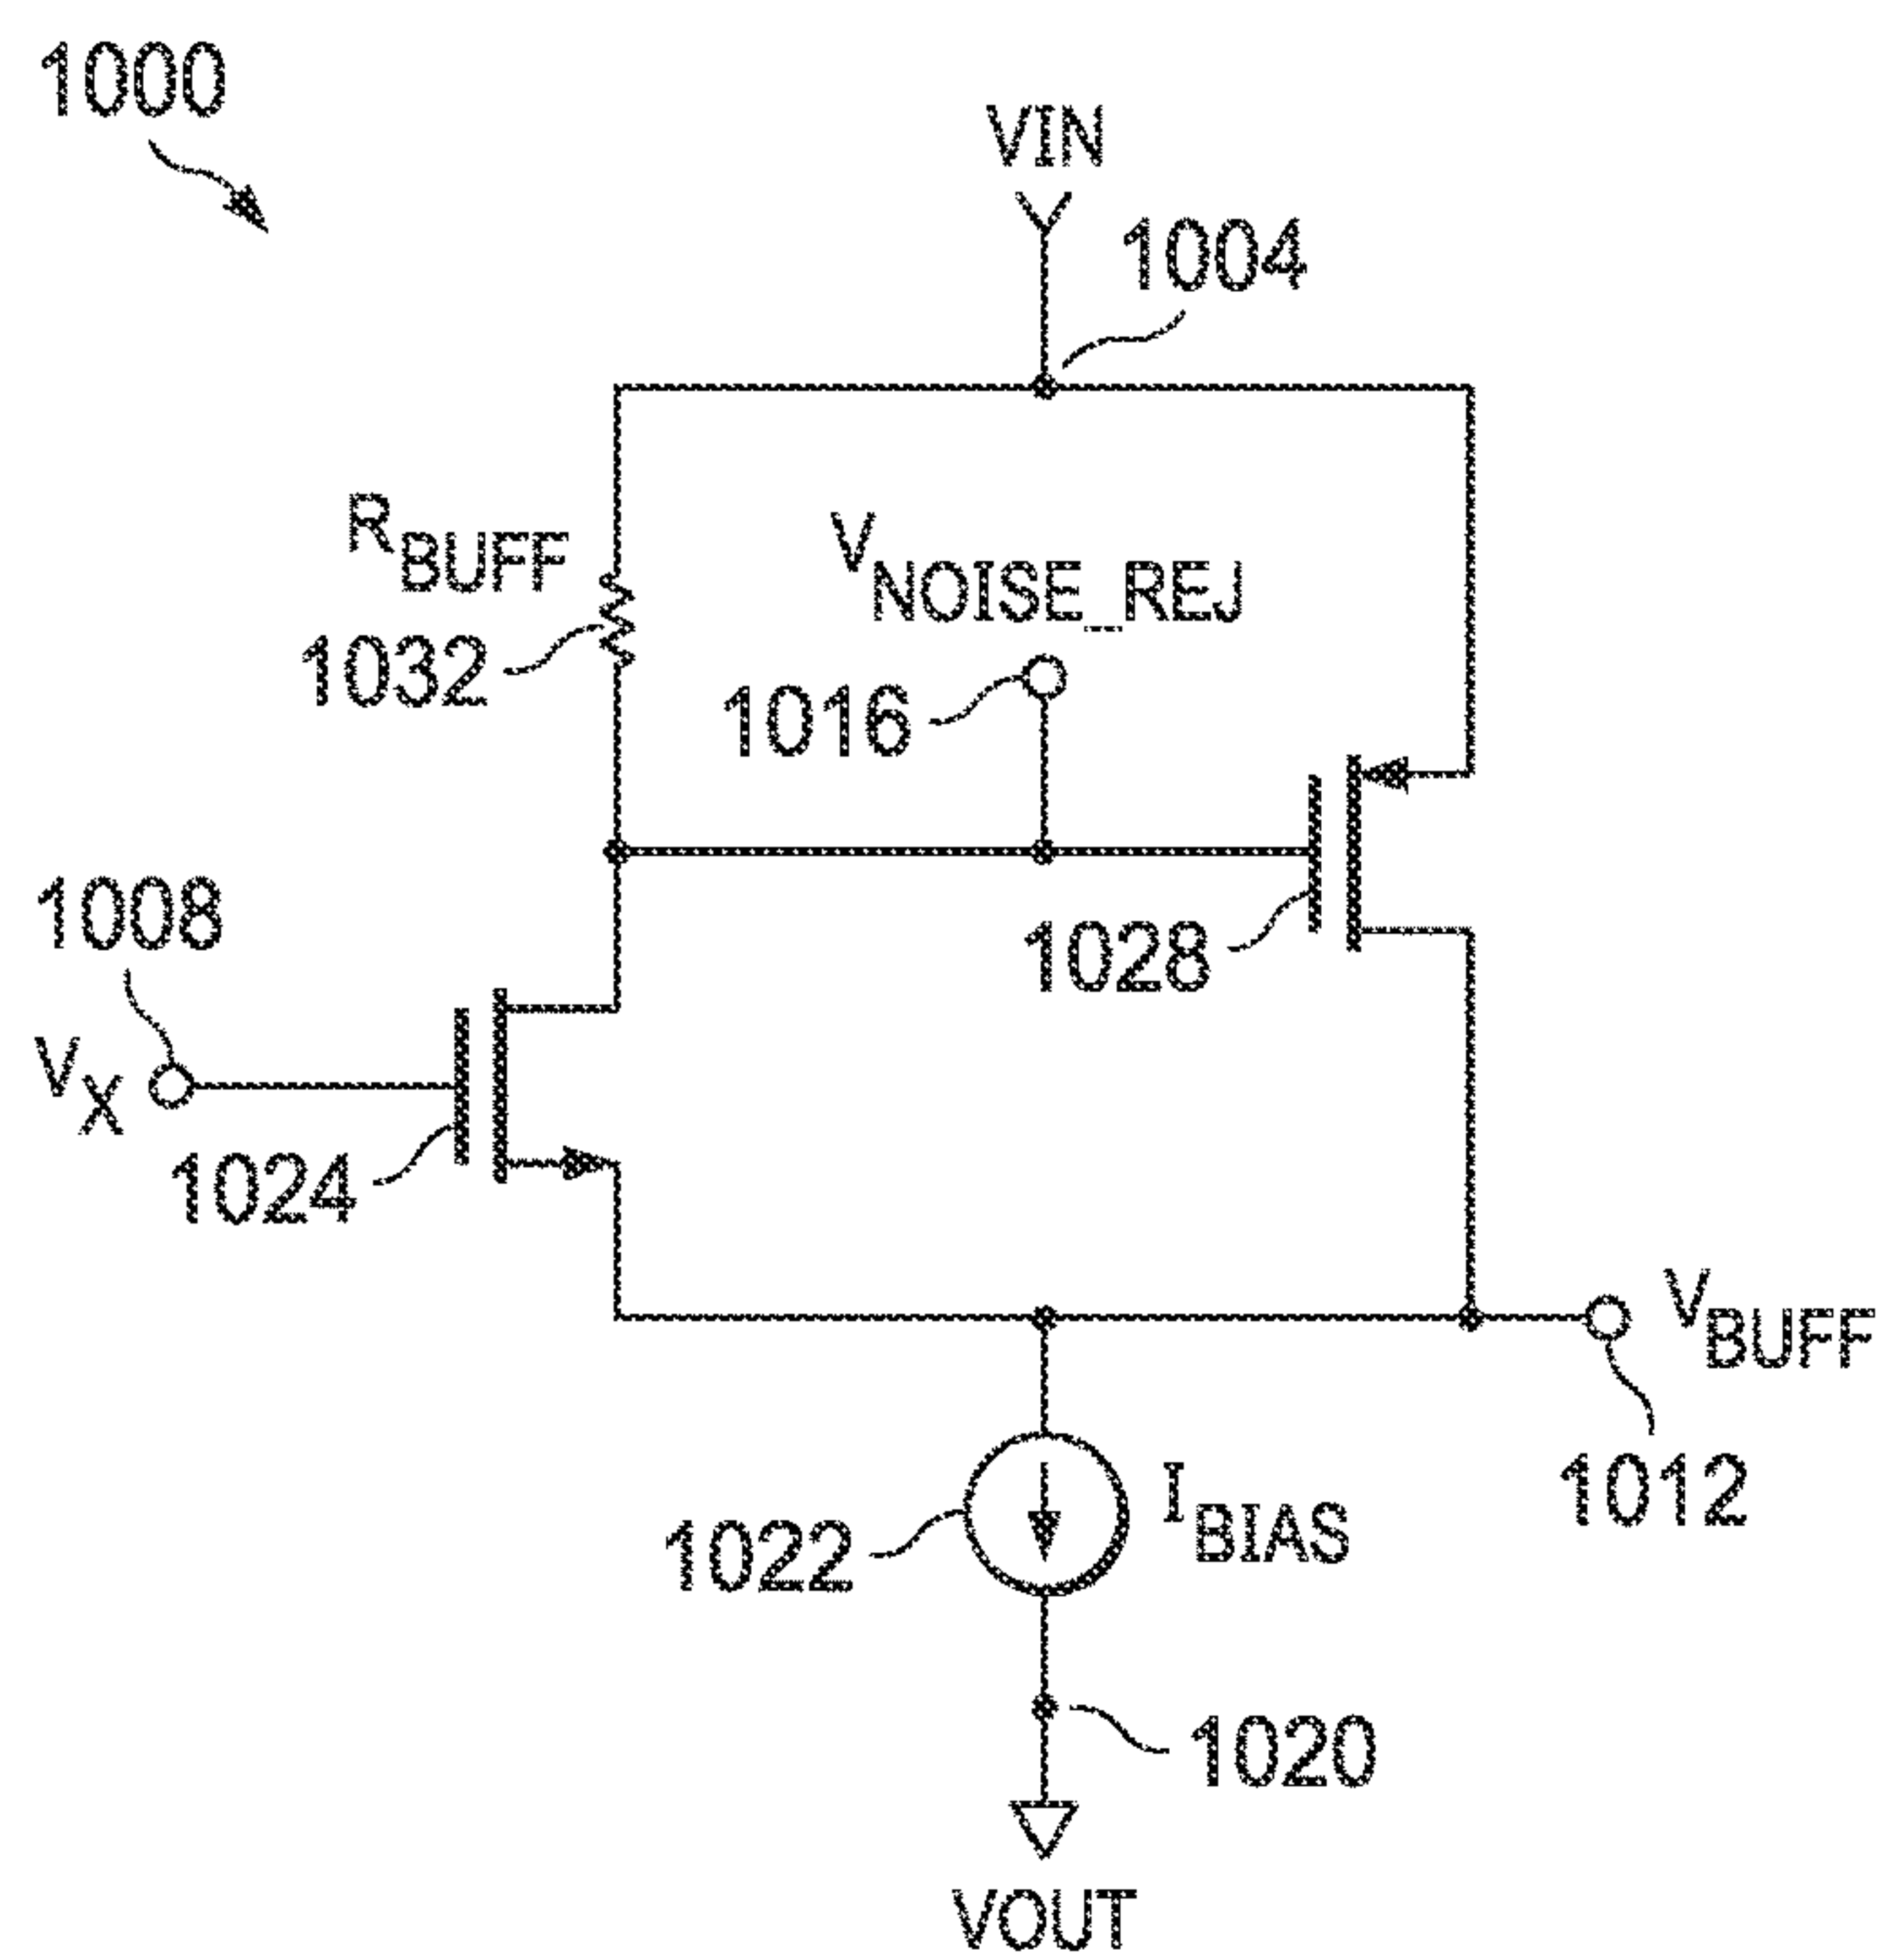 1000
VIN
1004
RBUFF
1032
VNOISE_REJ
1016
1008
VX
1024
1028
VBUFF
1012
1022
IBIAS
1020
VOUT